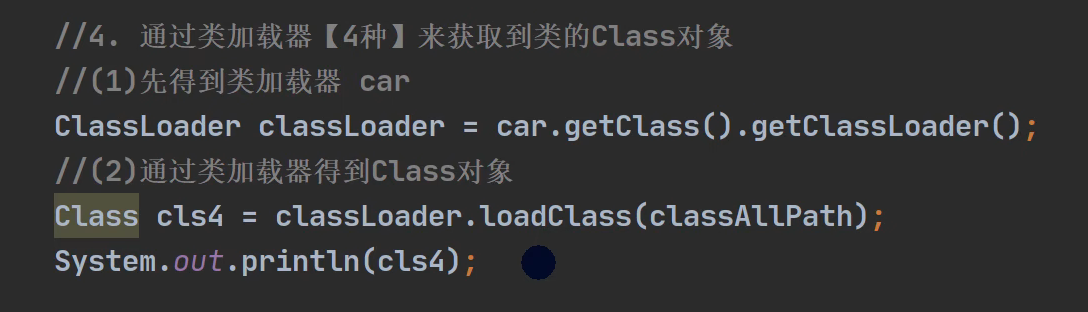 //4. 通过类加载器【4种】来获取到类的Class对象
//(1)先得到类加载器 car
ClassLoader classLoader = car.getClass().getClassLoader();
//(2)通过类加载器得到Class对象
Class cls4 = classLoader.loadClass(classAllPath);
System.out.println(cls4);